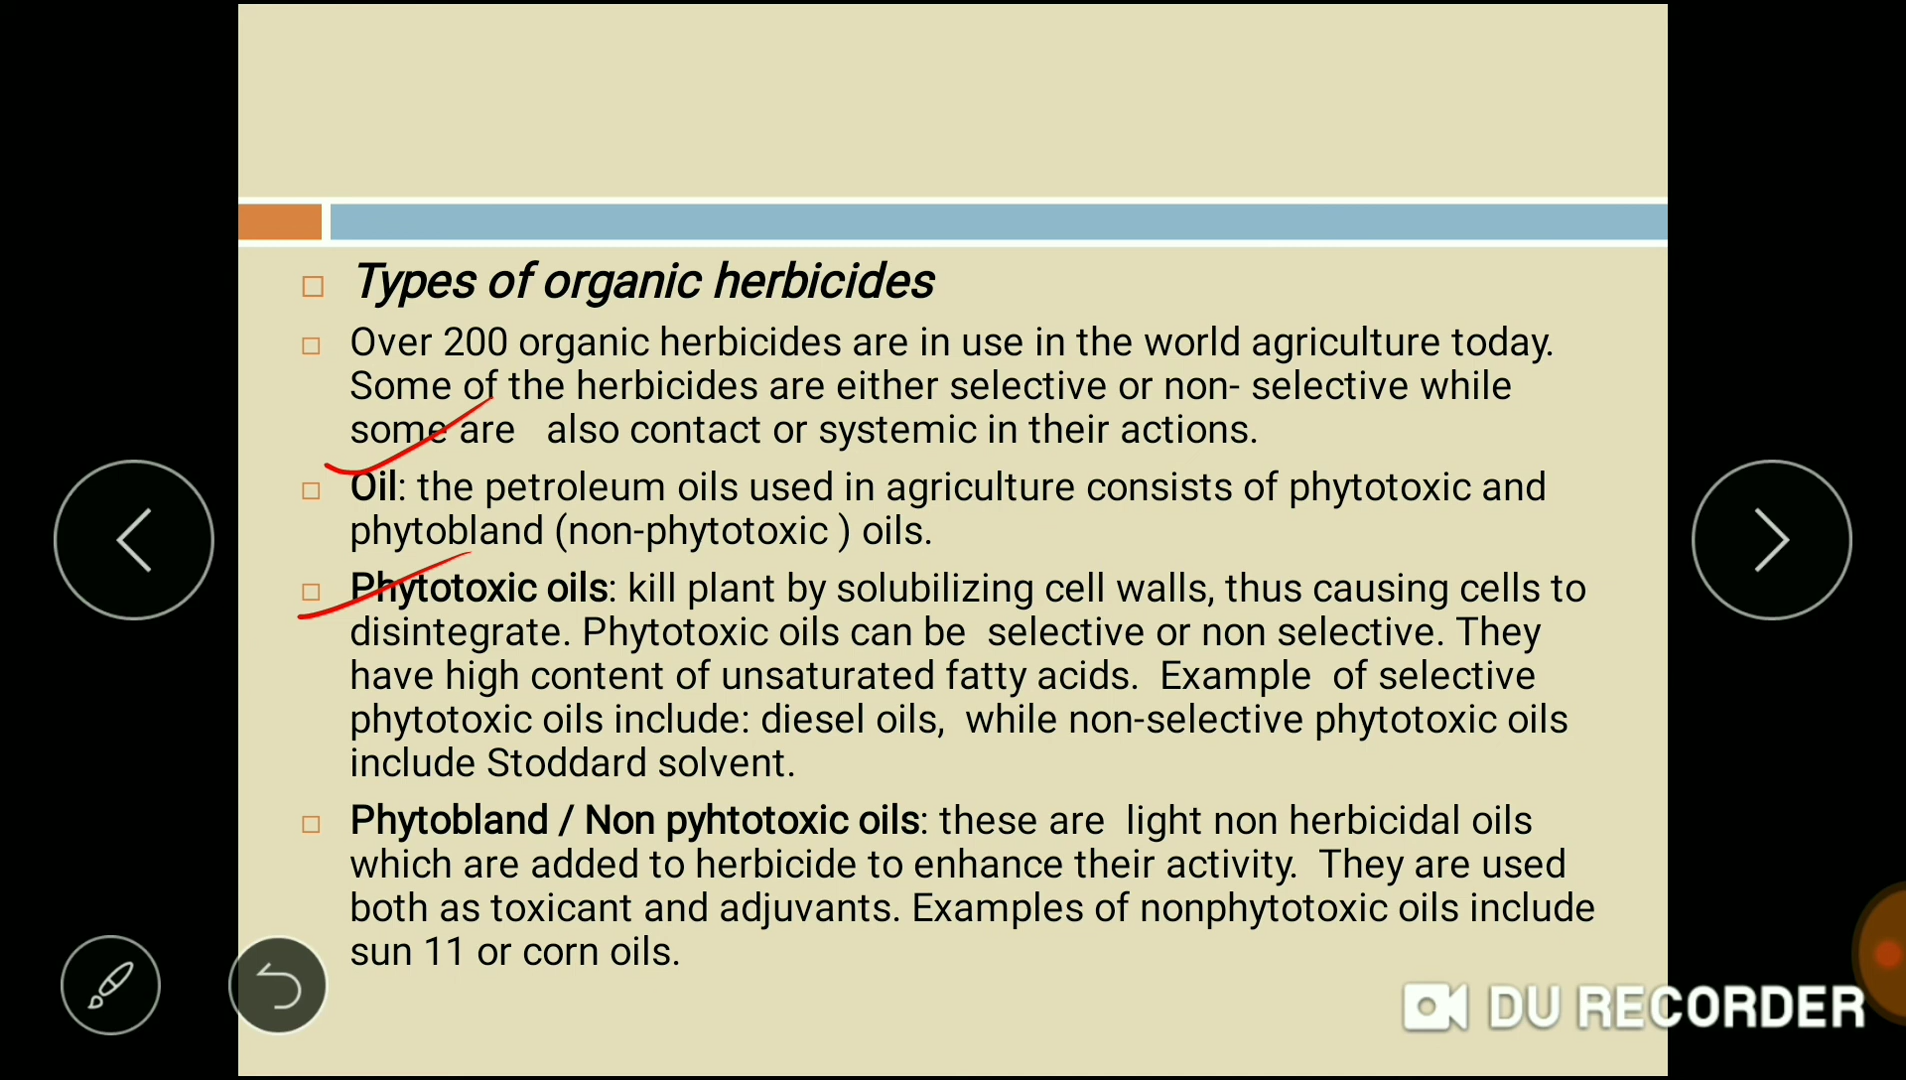 Types of organic herbicides
Over 200 organic herbicides are in use in the world agriculture today.
Some of the herbicides are either selective or non- selective while
some are also contact or systemic in their actions.
Oil: the petroleum oils used in agriculture consists of phytotoxic and
phytobland (non-phytotoxic ) oils.
Phytotoxic oils: kill plant by solubilizing cell walls, thus causing cells to
disintegrate. Phytotoxic oils can be selective or non selective. They
have high content of unsaturated fatty acids. Example of selective
phytotoxic oils include: diesel oils, while non-selective phytotoxic oils
include Stoddard solvent.
Phytobland / Non pyhtotoxic oils: these are light non herbicidal oils
which are added to herbicide to enhance their activity. They are used
both as toxicant and adjuvants. Examples of nonphytotoxic oils include
sun 11 or corn oils.
DU RECORDER